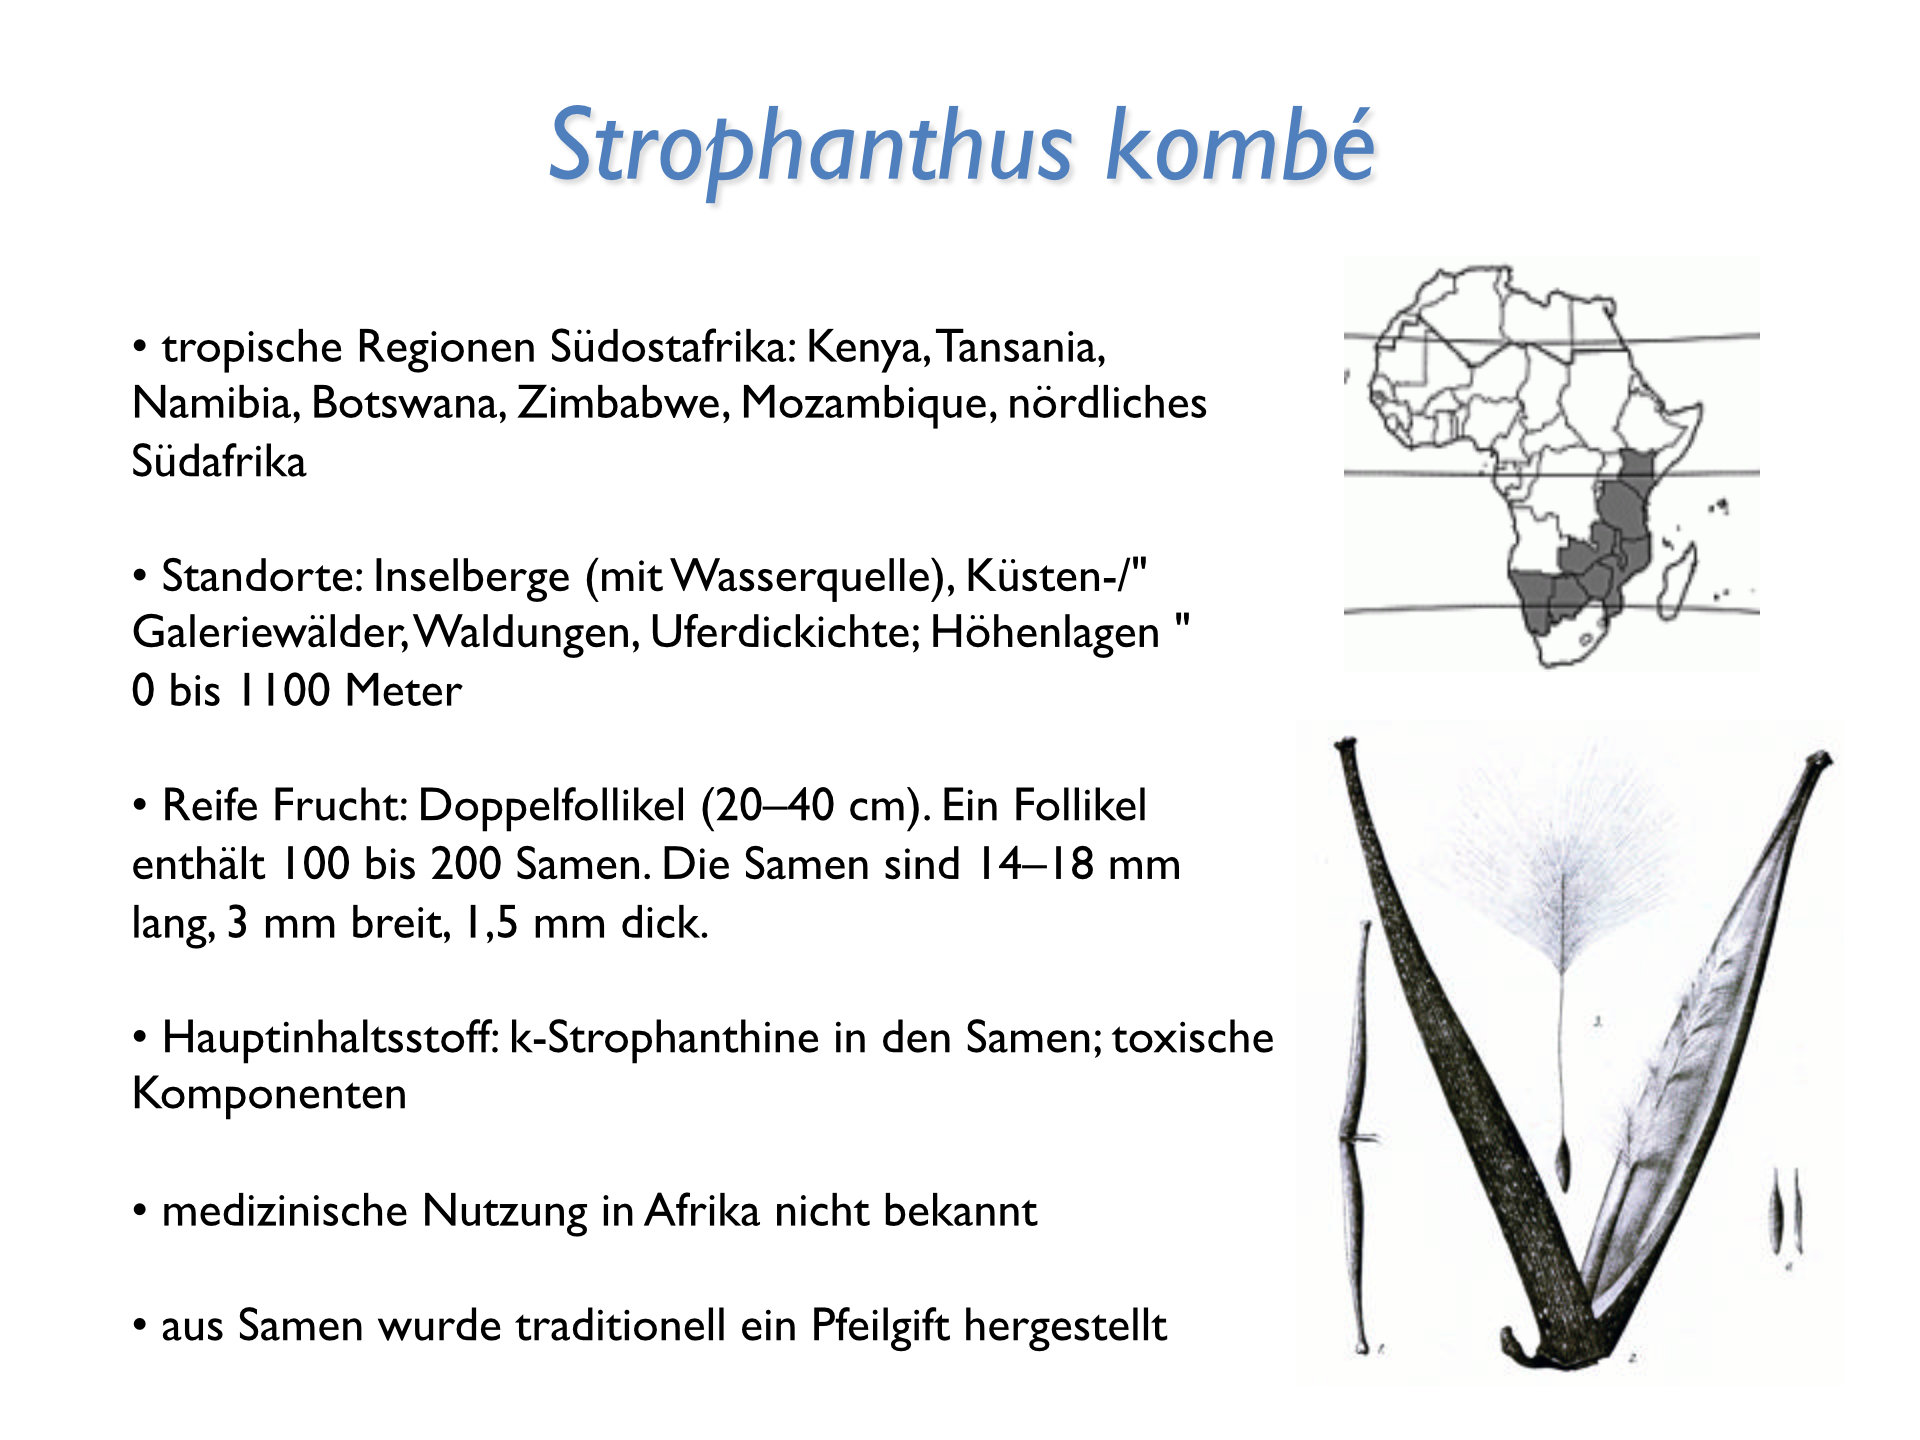 Strophanthus kombé
• tropische Regionen Südostafrika: Kenya, Tansania,
Namibia, Botswana, Zimbabwe, Mozambique, nördliches
Südafrika
• Standorte: Inselberge (mit Wasserquelle), Küsten-/"
Galeriewälder, Waldungen, Uferdickichte; Höhenlagen "
0 bis 1100 Meter
• Reife Frucht: Doppelfollikel (20–40 cm). Ein Follikel
enthält 100 bis 200 Samen. Die Samen sind 14–18 mm
lang, 3 mm breit, 1,5 mm dick.
• Hauptinhaltsstoff: k-Strophanthine in den Samen; toxische
Komponenten
• medizinische Nutzung in Afrika nicht bekannt
• aus Samen wurde traditionell ein Pfeilgift hergestellt
3.
1.
2.